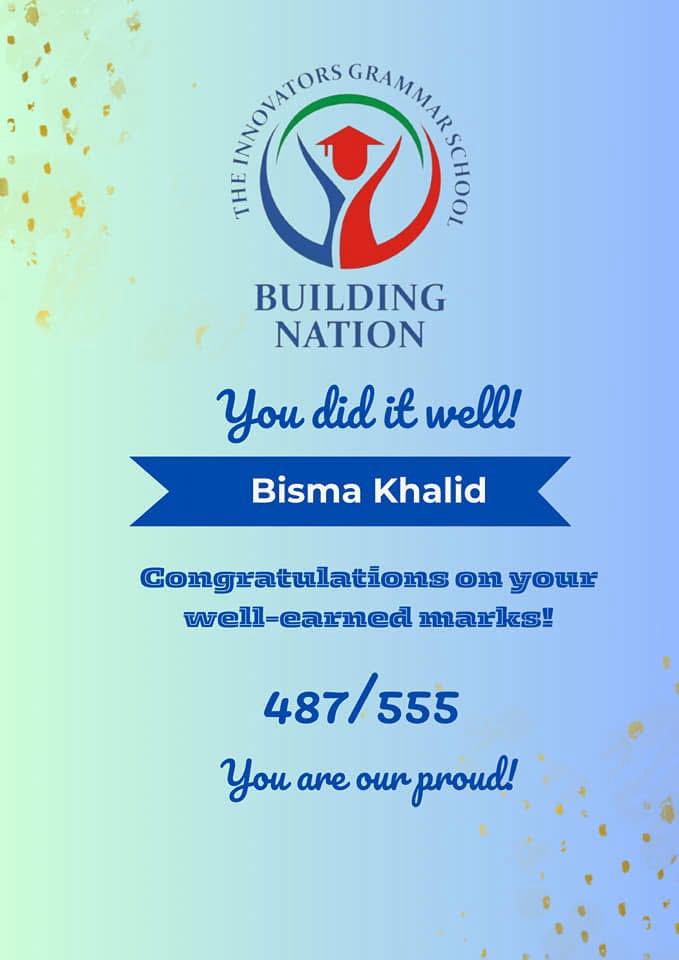 THE INNOVATORS GRAMMAR SCHOOL
BUILDING
NATION
You did it well!
Bisma Khalid
Congratulations on your
well-earned marks!
487/555
You are our proud!